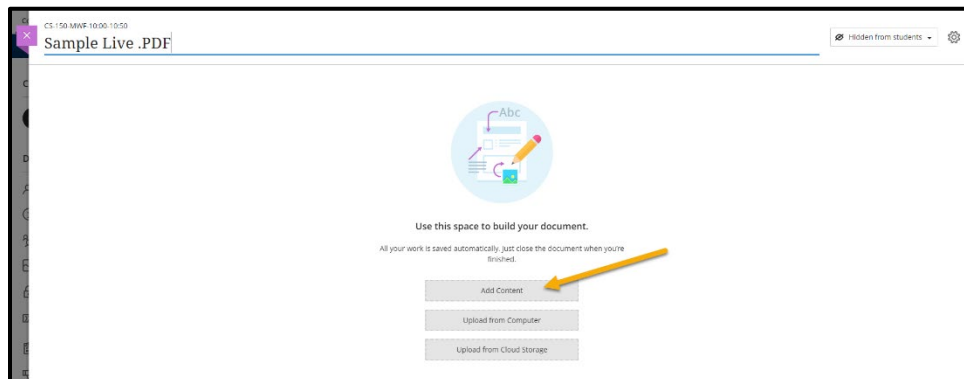 CS-150-MWF-10:00-10:50
Sample Live .PDF
Hidden from students
Abc
Use this space to build your document.
All your work is saved automatically. Just close the document when you're
finished.
Add Content
Upload from Computer
Upload from Cloud Storage